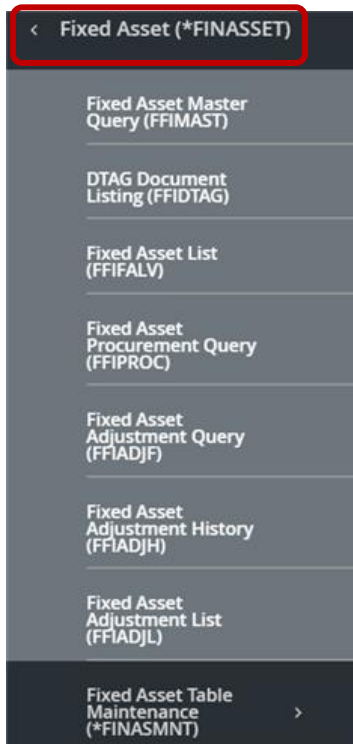 Fixed Asset (*FINASSET)
Fixed Asset Master
Query (FFIMAST)
DTAG Document
Listing (FFIDTAG)
Fixed Asset List
(FFIFALV)
Fixed Asset
Procurement Query
(FFIPROC)
Fixed Asset
Adjustment Query
(FFIADJF)
Fixed Asset
Adjustment History
(FFIADJH)
Fixed Asset
Adjustment List
(FFIADJL)
Fixed Asset Table
Maintenance
(*FINASMNT)